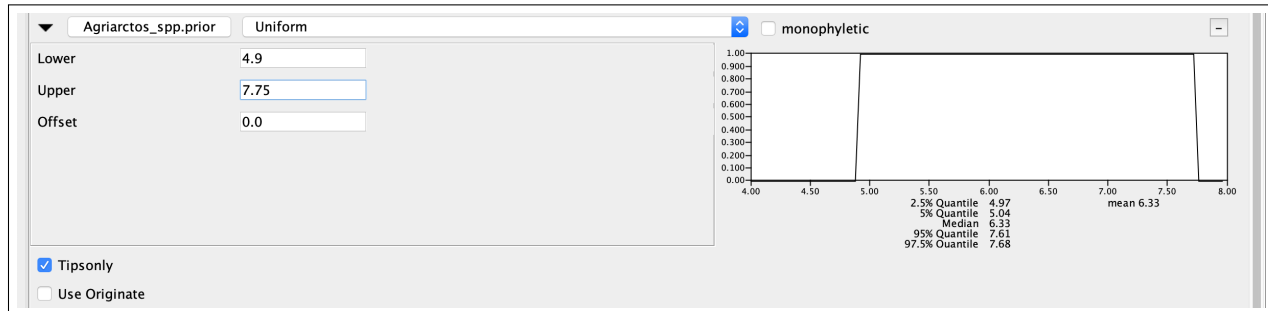 Agriarctos_spp.prior Uniform monophyletic -
Lower 4.9
Upper 7.75
Offset 0.0
1.00
0.900
0.800
0.700
0.600
0.500
0.400
0.300
0.200
0.100
0.00
4.00 4.50 5.00 5.50 6.00 6.50 7.00 7.50 8.00
2.5% Quantile 4.97 mean 6.33
5% Quantile 5.04
Median 6.33
95% Quantile 7.61
97.5% Quantile 7.68
Tipsonly
Use Originate